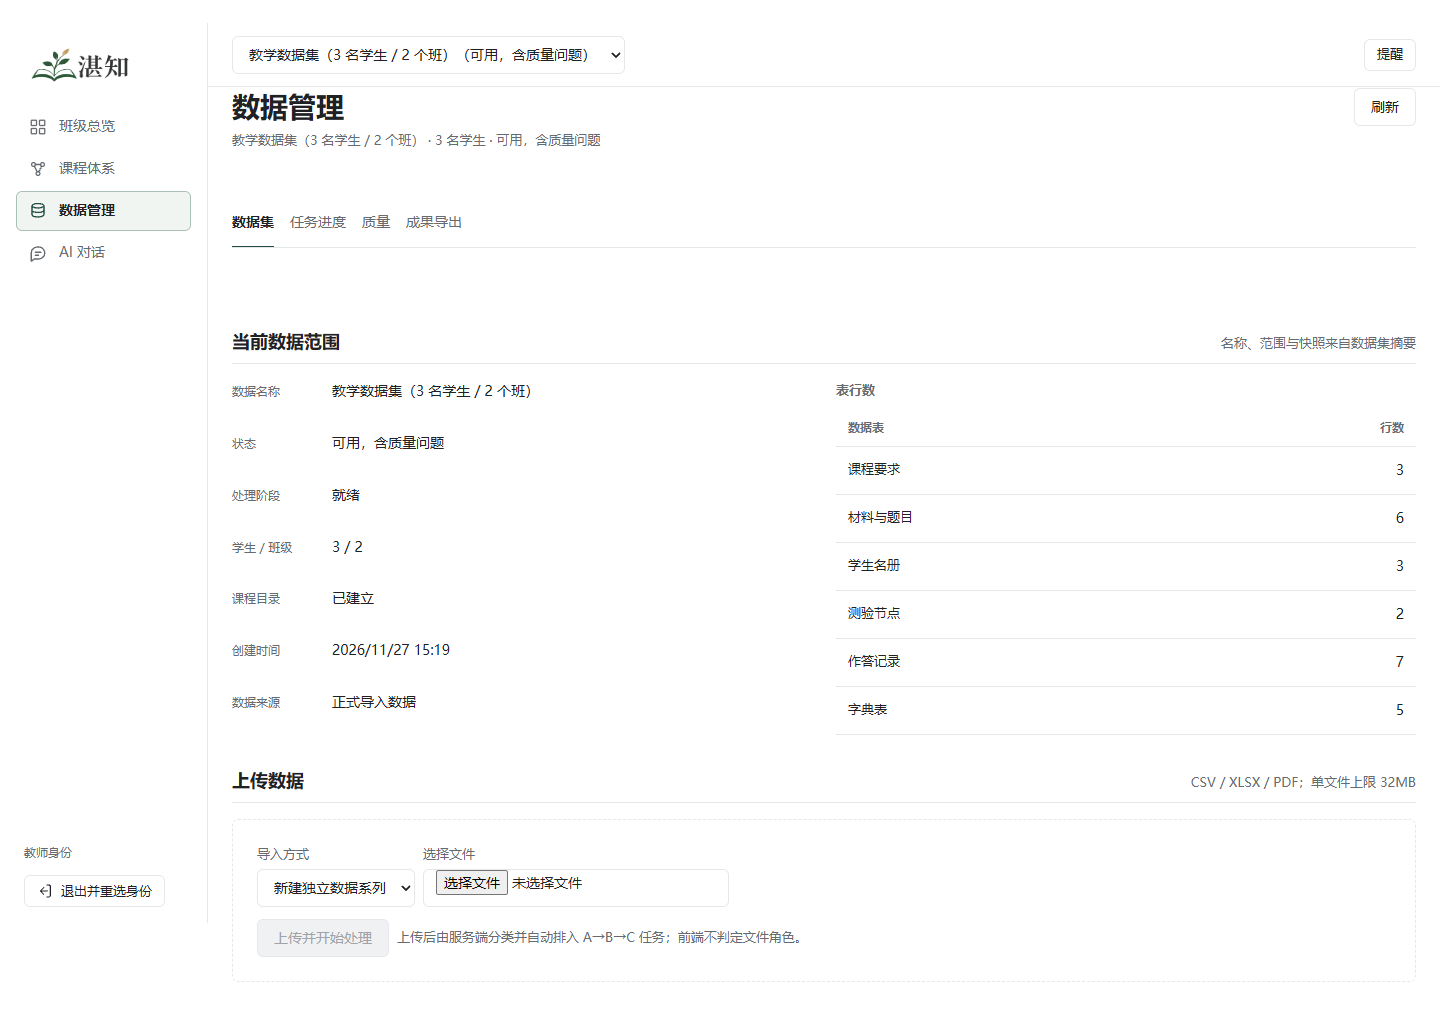 湛知
班级总览
课程体系
数据管理
AI 对话
教师身份
退出并重选身份
教学数据集（3 名学生 / 2 个班）（可用，含质量问题）
提醒
数据管理
刷新
教学数据集（3 名学生 / 2 个班） · 3 名学生 · 可用，含质量问题
数据集 任务进度 质量 成果导出
当前数据范围
名称、范围与快照来自数据集摘要
数据名称 教学数据集（3 名学生 / 2 个班）
状态 可用，含质量问题
处理阶段 就绪
学生 / 班级 3 / 2
课程目录 已建立
创建时间 2026/11/27 15:19
数据来源 正式导入数据
表行数
数据表 行数
课程要求 3
材料与题目 6
学生名册 3
测验节点 2
作答记录 7
字典表 5
上传数据
CSV / XLSX / PDF；单文件上限 32MB
导入方式 选择文件
新建独立数据系列 选择文件 未选择文件
上传并开始处理 上传后由服务端分类并自动排入 A→B→C 任务；前端不判定文件角色。